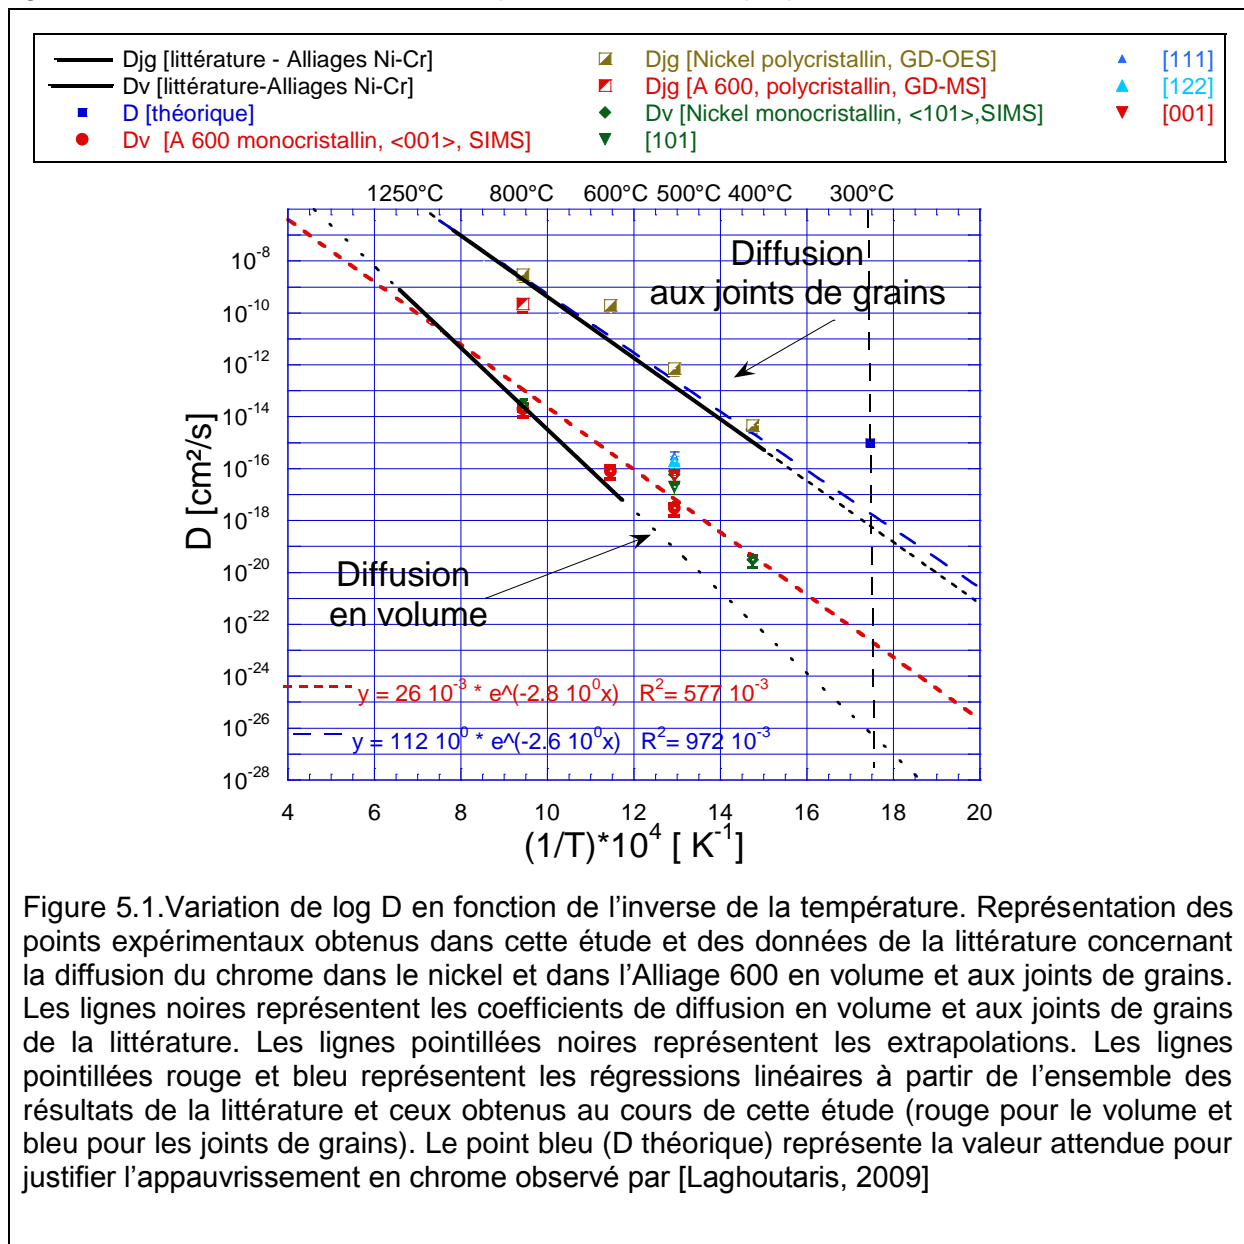 Djg [littérature - Alliages Ni-Cr]
Dv [littérature-Alliages Ni-Cr]
D [théorique]
Dv [A 600 monocristallin, <001>, SIMS]
Djg [Nickel polycristallin, GD-OES]
Djg [A 600, polycristallin, GD-MS]
Dv [Nickel monocristallin, <101>,SIMS]
[101]
[111]
[122]
[001]
1250°C 800°C 600°C 500°C 400°C 300°C
Diffusion
aux joints de grains
10^-8
10^-10
10^-12
10^-14
10^-16
10^-18
10^-20
10^-22
10^-24
10^-26
10^-28
D [cm²/s]
Diffusion
en volume
y = 26 10^-3 * e^(-2.8 10^0x) R^2= 577 10^-3
y = 112 10^0 * e^(-2.6 10^0x) R^2= 972 10^-3
4 6 8 10 12 14 16 18 20
(1/T)*10^4 [ K^-1]
Figure 5.1.Variation de log D en fonction de l'inverse de la température. Représentation des
points expérimentaux obtenus dans cette étude et des données de la littérature concernant
la diffusion du chrome dans le nickel et dans l'Alliage 600 en volume et aux joints de grains.
Les lignes noires représentent les coefficients de diffusion en volume et aux joints de grains
de la littérature. Les lignes pointillées noires représentent les extrapolations. Les lignes
pointillées rouge et bleu représentent les régressions linéaires à partir de l'ensemble des
résultats de la littérature et ceux obtenus au cours de cette étude (rouge pour le volume et
bleu pour les joints de grains). Le point bleu (D théorique) représente la valeur attendue pour
justifier l'appauvrissement en chrome observé par [Laghoutaris, 2009]